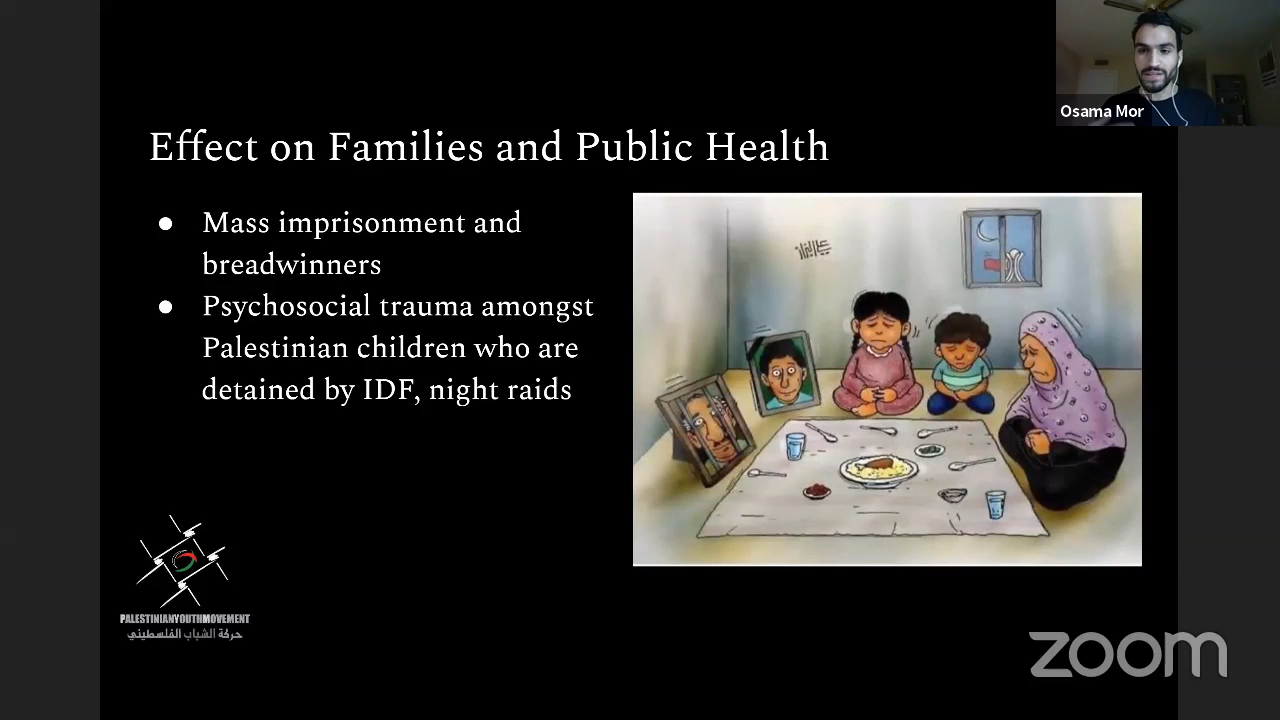 Osama Mor
Effect on Families and Public Health
● Mass imprisonment and
breadwinners
● Psychosocial trauma amongst
Palestinian children who are
detained by IDF, night raids
PALESTINIANYOUTHMOVEMENT
حركة الشباب الفلسطيني
zoom